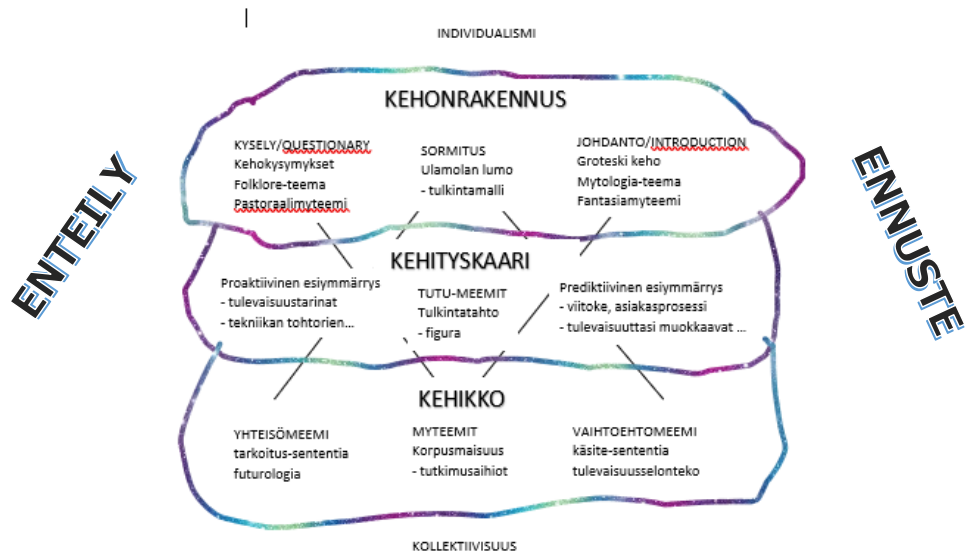 INDIVIDUALISMI
KEHONRAKENNUS
KYSELY/QUESTIONARY
Kehokysymykset
Folklore-teema
Pastoraalimyteemi
SORMITUS
Ulamolan lumo
- tulkintamalli
JOHDANTO/INTRODUCTION
Groteski keho
Mytologia-teema
Fantasiamyteemi
ENTEILY
ENNUSTE
KEHITYSKAARI
Proaktiivinen esiymmärrys
- tulevaisuustarinat
- tekniikan tohtorien...
TUTU-MEEMIT
Tulkintatahto
- figura
Prediktiivinen esiymmärrys
- viitoke, asiakasprosessi
- tulevaisuuttasi muokkaavat ...
KEHIKKO
YHTEISÖMEEMI
tarkoitus-sententia
futurologia
MYTEEMIT
Korpusmaisuus
- tutkimusaihiot
VAIHTOEHTOMEEMI
käsite-sententia
tulevaisuusselonteko
KOLLEKTIIVISUUS